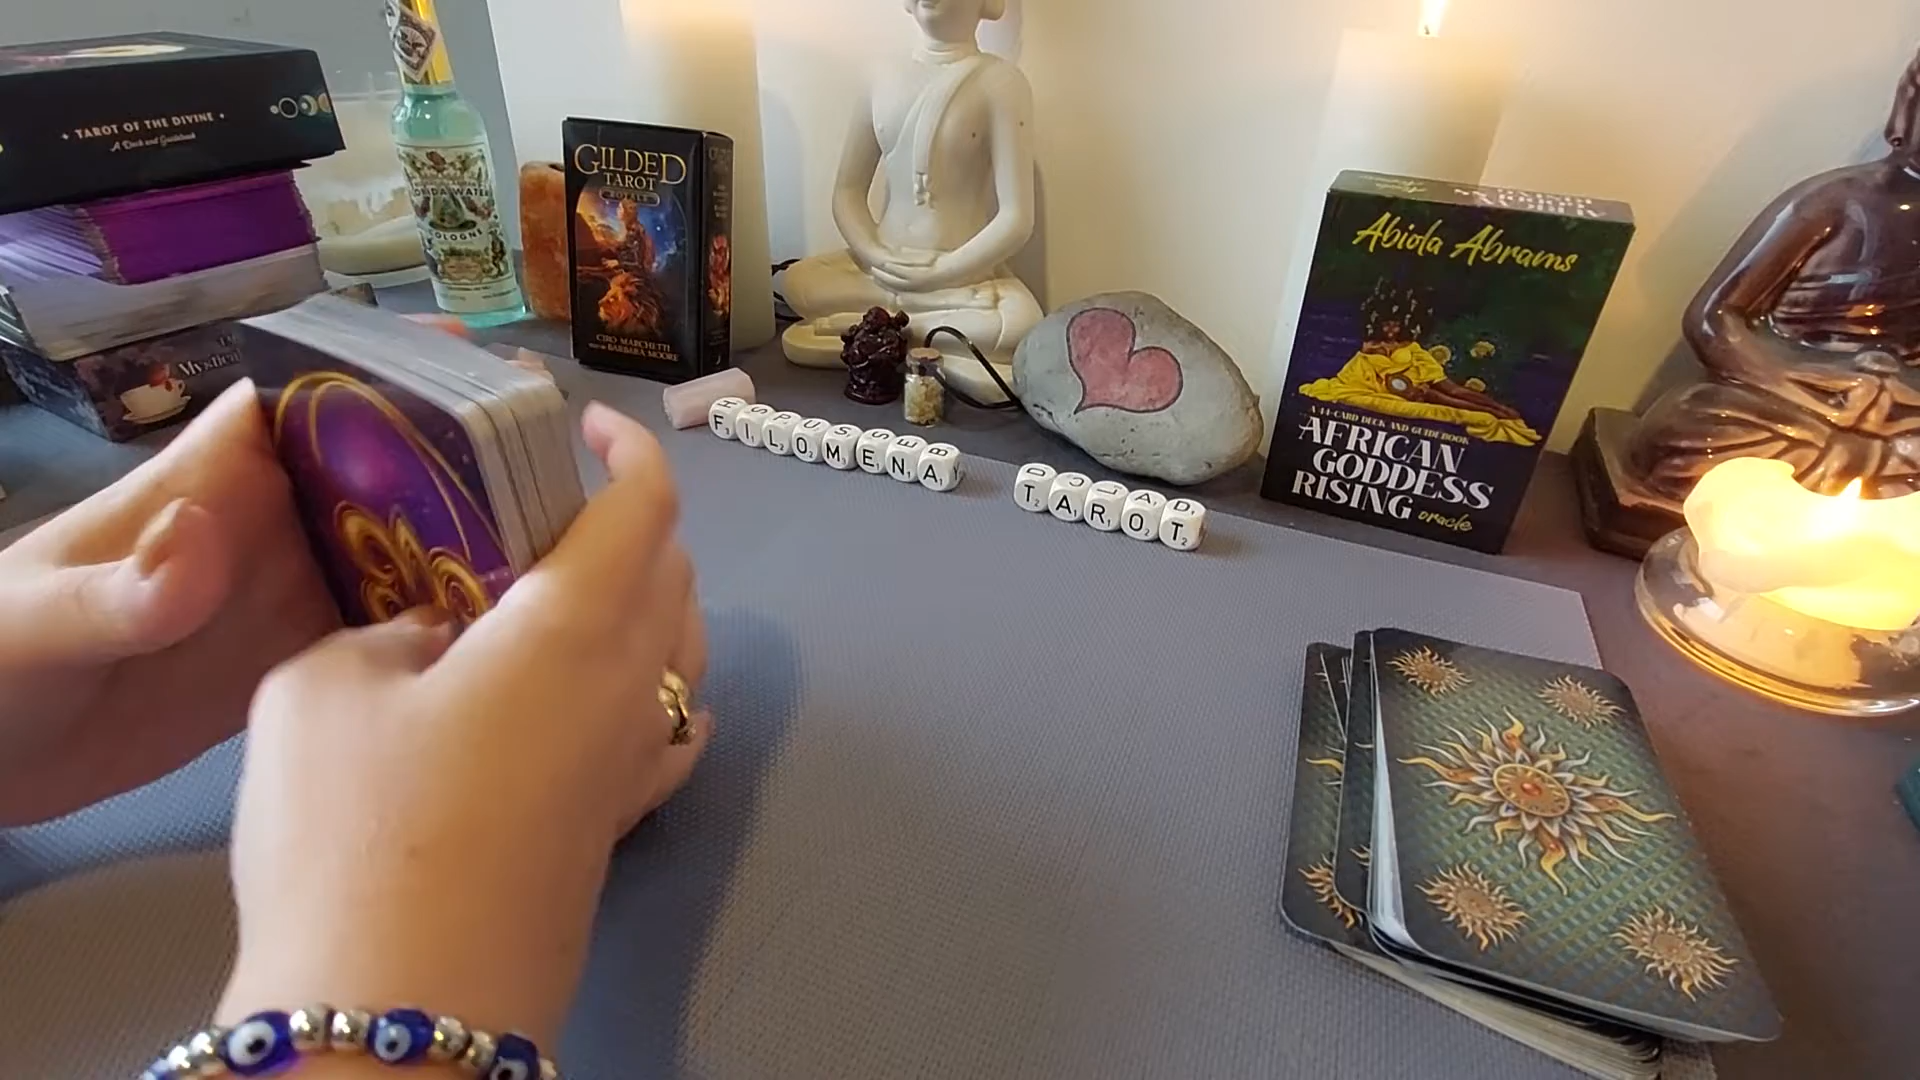 TAROT OF THE DIVINE
A Deck and Guidebook
FLORIDA WATER
COLOGNE
GILDED
TAROT
ROYALE
CIRO MARCHETTI
BARBARA MOORE
Mystical
FILOMENA
TAROT
Abiola Abrams
A 44-CARD DECK AND GUIDEBOOK
AFRICAN
GODDESS
RISING oracle